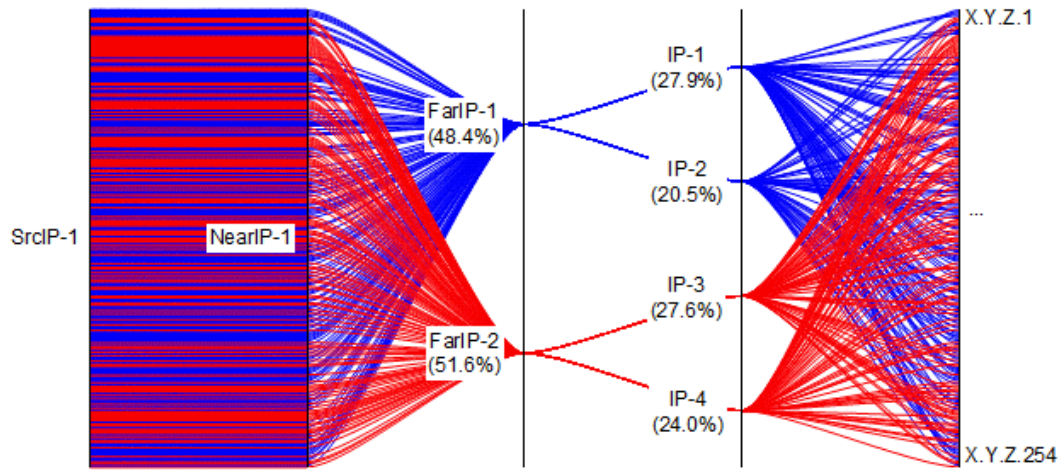 SrcIP-1
NearIP-1
FarIP-1
(48.4%)
FarIP-2
(51.6%)
IP-1
(27.9%)
IP-2
(20.5%)
IP-3
(27.6%)
IP-4
(24.0%)
X.Y.Z.1
...
X.Y.Z.254